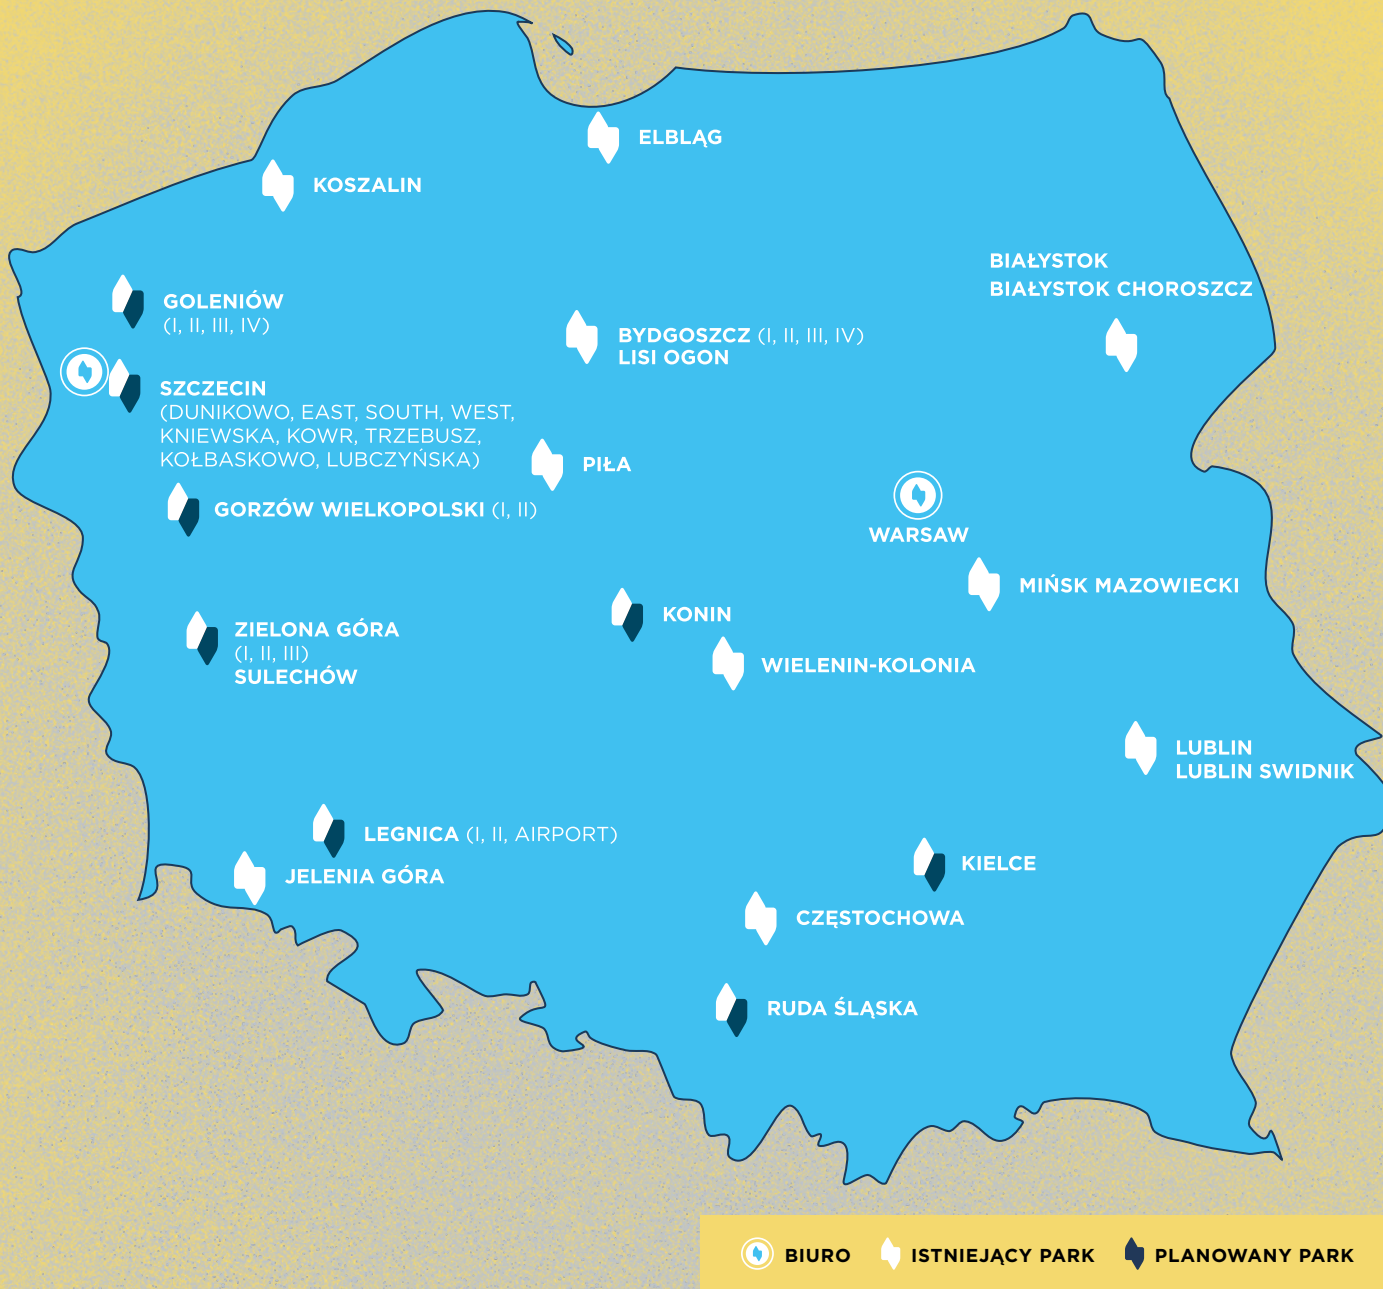 ELBLĄG
KOSZALIN
BIAŁYSTOK
BIAŁYSTOK CHOROSZCZ
GOLENIÓW
(I, II, III, IV)
BYDGOSZCZ (I, II, III, IV)
LISI OGON
SZCZECIN
(DUNIKOWO, EAST, SOUTH, WEST,
KNIEWSKA, KOWR, TRZEBUSZ,
KOŁBASKOWO, LUBCZYŃSKA)
PIŁA
GORZÓW WIELKOPOLSKI (I, II)
WARSAW
MIŃSK MAZOWIECKI
KONIN
ZIELONA GÓRA
(I, II, III)
SULECHÓW
WIELENIN-KOLONIA
LUBLIN
LUBLIN SWIDNIK
LEGNICA (I, II, AIRPORT)
JELENIA GÓRA
KIELCE
CZĘSTOCHOWA
RUDA ŚLĄSKA
BIURO ISTNIEJĄCY PARK PLANOWANY PARK